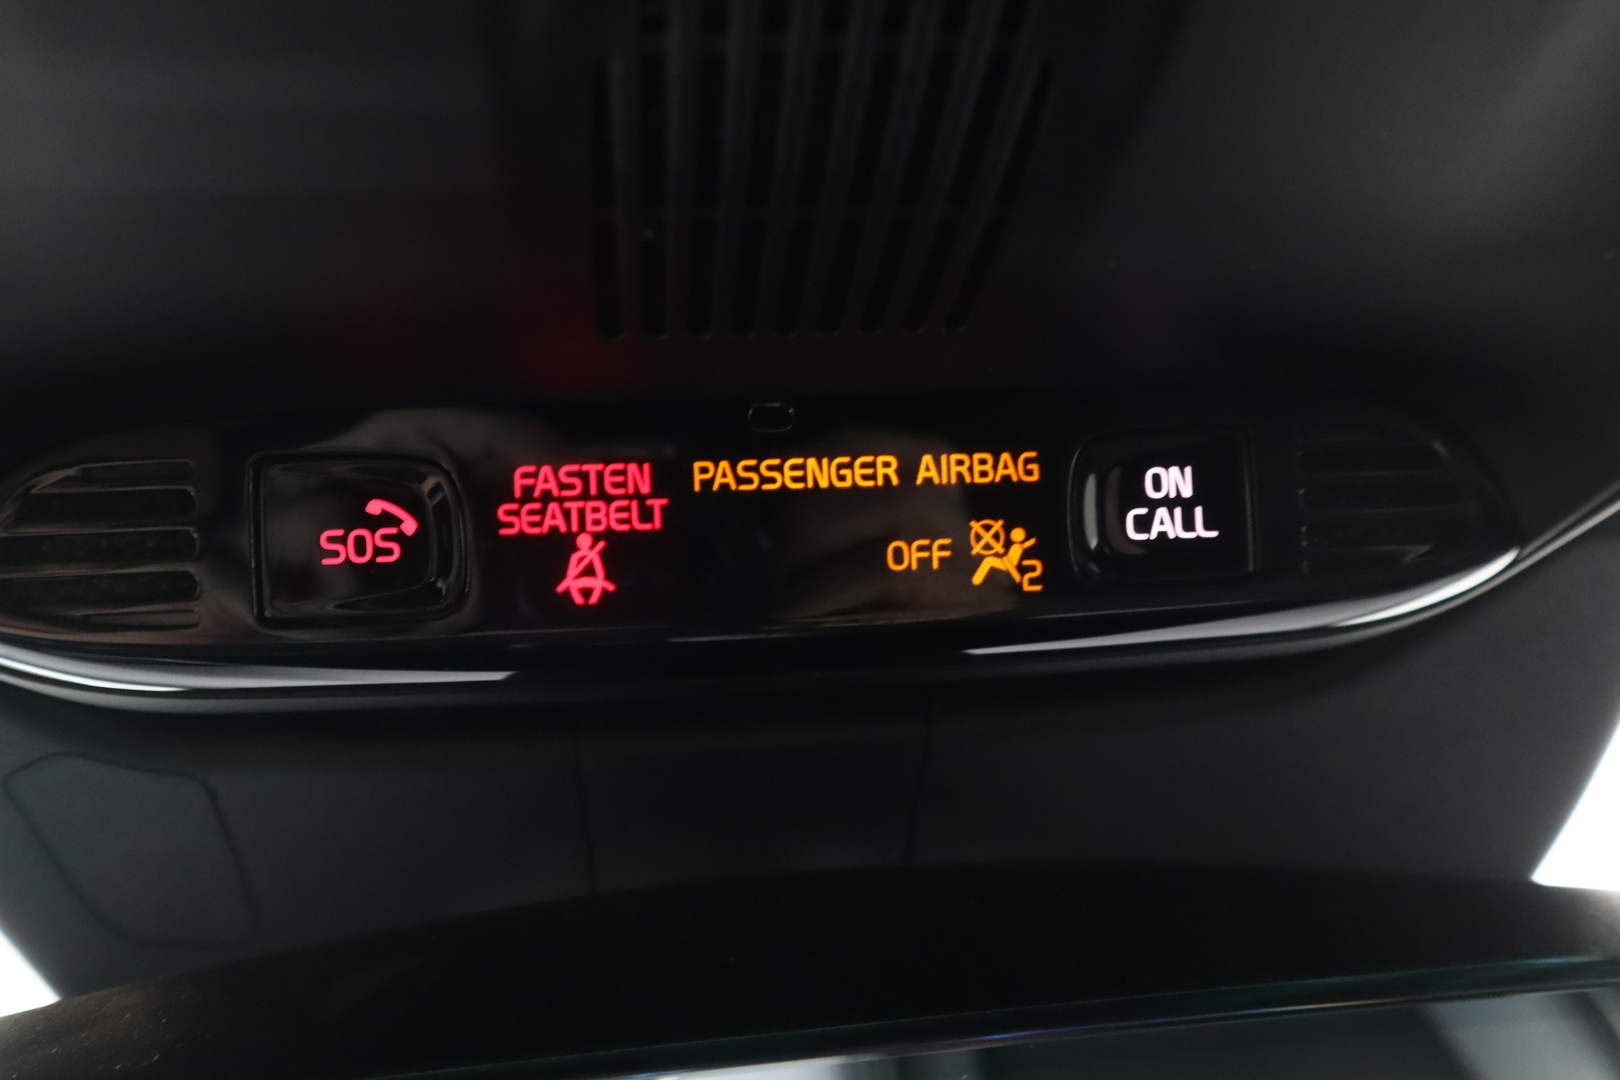 SOS
FASTEN
SEATBELT
PASSENGER AIRBAG
OFF 2
ON
CALL